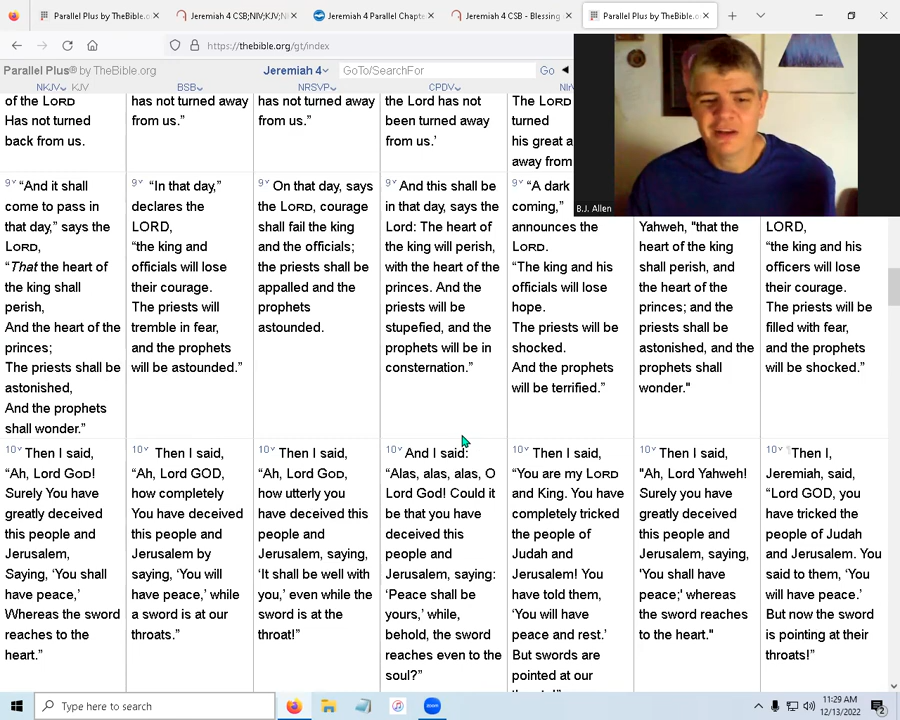 Parallel Plus by TheBible.o
Jeremiah 4 CSB;NIV;KJV;N
Jeremiah 4 Parallel Chapte
Jeremiah 4 CSB - Blessing
Parallel Plus by TheBible.o
https://thebible.org/gt/index
Parallel Plus® by TheBible.org
Jeremiah 4
GoTo/SearchFor
Go
NKJV KJV
BSB
NRSVP
CPDV
NIrV
of the LORD
Has not turned
back from us.
has not turned away
from us.”
has not turned away
from us.”
the Lord has not
been turned away
from us.’
The LORD
turned
his great a
away from
9 “And it shall
come to pass in
that day,” says the
LORD,
“That the heart of
the king shall
perish,
And the heart of the
princes;
The priests shall be
astonished,
And the prophets
shall wonder.”
9 “In that day,”
declares the
LORD,
“the king and
officials will lose
their courage.
The priests will
tremble in fear,
and the prophets
will be astounded.”
9 On that day, says
the LORD, courage
shall fail the king
and the officials;
the priests shall be
appalled and the
prophets
astounded.
9 And this shall be
in that day, says the
Lord: The heart of
the king will perish,
with the heart of the
princes. And the
priests will be
stupefied, and the
prophets will be in
consternation.”
9 “A dark
coming,”
announces the
LORD.
“The king and his
officials will lose
hope.
The priests will be
shocked.
And the prophets
will be terrified.”
Yahweh, "that the
heart of the king
shall perish, and
the heart of the
princes; and the
priests shall be
astonished, and the
prophets shall
wonder."
LORD,
“the king and his
officers will lose
their courage.
The priests will be
filled with fear,
and the prophets
will be shocked.”
10 Then I said,
“Ah, Lord GOD!
Surely You have
greatly deceived
this people and
Jerusalem,
Saying, ‘You shall
have peace,’
Whereas the sword
reaches to the
heart.”
10 Then I said,
“Ah, Lord GOD,
how completely
You have deceived
this people and
Jerusalem by
saying, ‘You will
have peace,’ while
a sword is at our
throats.”
10 Then I said,
“Ah, Lord GOD,
how utterly you
have deceived this
people and
Jerusalem, saying,
‘It shall be well with
you,’ even while the
sword is at the
throat!”
10 And I said:
“Alas, alas, alas, O
Lord God! Could it
be that you have
deceived this
people and
Jerusalem, saying:
‘Peace shall be
yours,’ while,
behold, the sword
reaches even to the
soul?”
10 Then I said,
“You are my LORD
and King. You have
completely tricked
the people of
Judah and
Jerusalem! You
have told them,
‘You will have
peace and rest.’
But swords are
pointed at our
10 Then I said,
"Ah, Lord Yahweh!
Surely you have
greatly deceived
this people and
Jerusalem, saying,
'You shall have
peace;' whereas
the sword reaches
to the heart."
10 Then I,
Jeremiah, said,
“Lord GOD, you
have tricked the
people of Judah
and Jerusalem. You
said to them, ‘You
will have peace.’
But now the sword
is pointing at their
throats!”
B.J. Allen
Type here to search
zoom
11:29 AM
12/13/2022
2